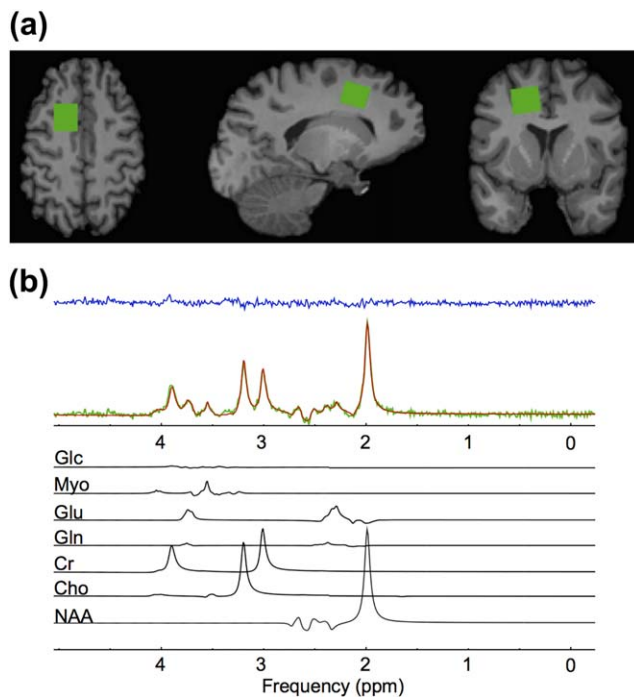 (a)
(b)
4 3 2 1 0
Glc
Myo
Glu
Gln
Cr
Cho
NAA
4 3 2 1 0
Frequency (ppm)